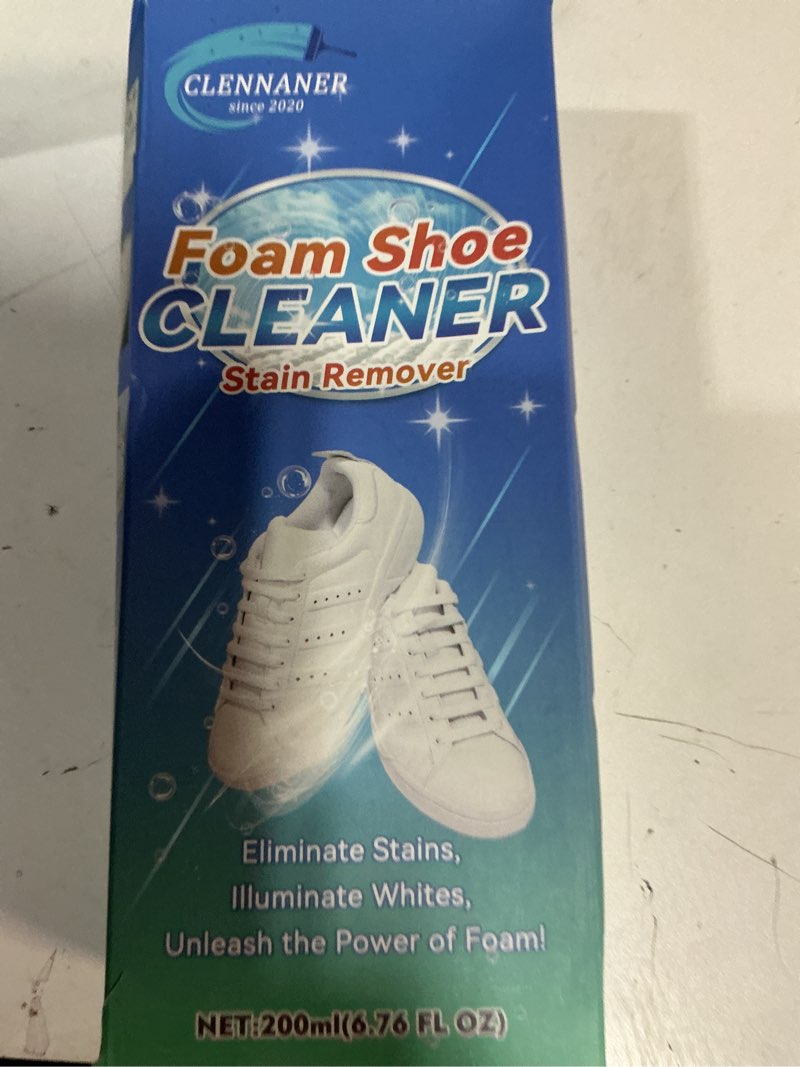 CLENNANER
since 2020
Foam Shoe
CLEANER
Stain Remover
Eliminate Stains,
Illuminate Whites,
Unleash the Power of Foam!
NET:200ml(6.76 FL OZ)